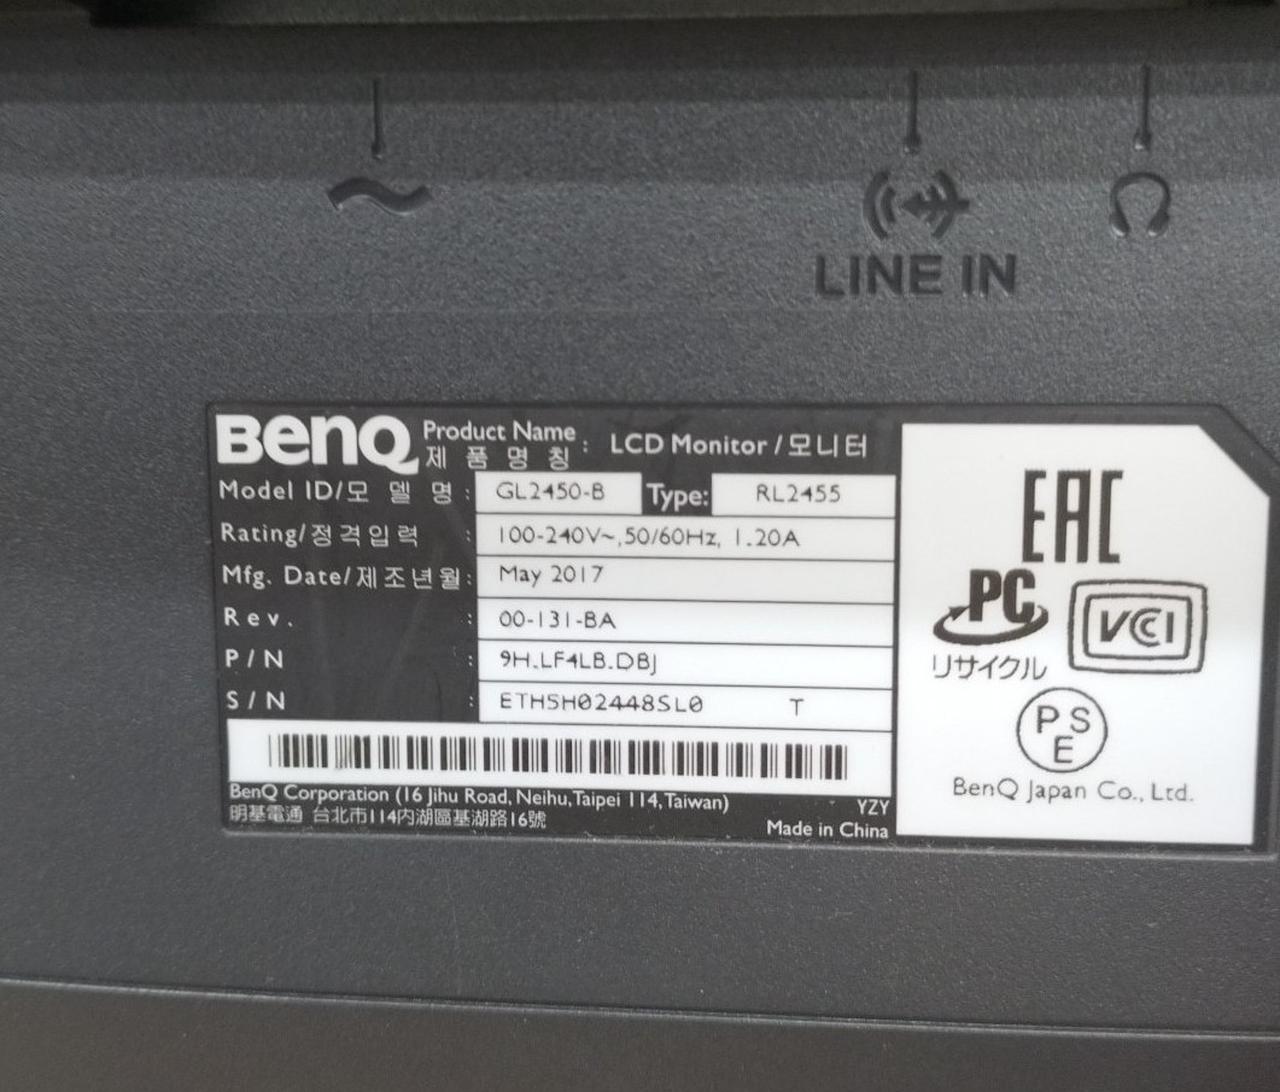 LINE IN
BenQ Product Name / 제 품 명 칭 : LCD Monitor / 모니터
Model ID/모 델 명 : GL2450-B Type: RL2455
Rating/정격입력 : 100-240V~,50/60Hz, 1.20A
Mfg. Date/제조년월: May 2017
Rev. : 00-131-BA
P/N : 9H.LF4LB.DBJ
S/N : ETH5H02448SL0 T
BenQ Corporation (16 Jihu Road, Neihu, Taipei 114, Taiwan) YZY
明基電通 台北市114內湖區基湖路16號
Made in China
EAC
PC
リサイクル
VCCI
PSE
BenQ Japan Co., Ltd.